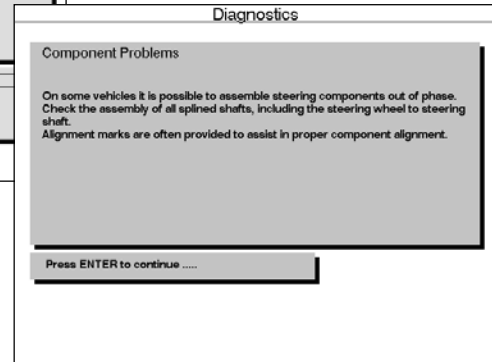 Diagnostics
Component Problems
On some vehicles it is possible to assemble steering components out of phase.
Check the assembly of all splined shafts, including the steering wheel to steering
shaft.
Alignment marks are often provided to assist in proper component alignment.
Press ENTER to continue .....